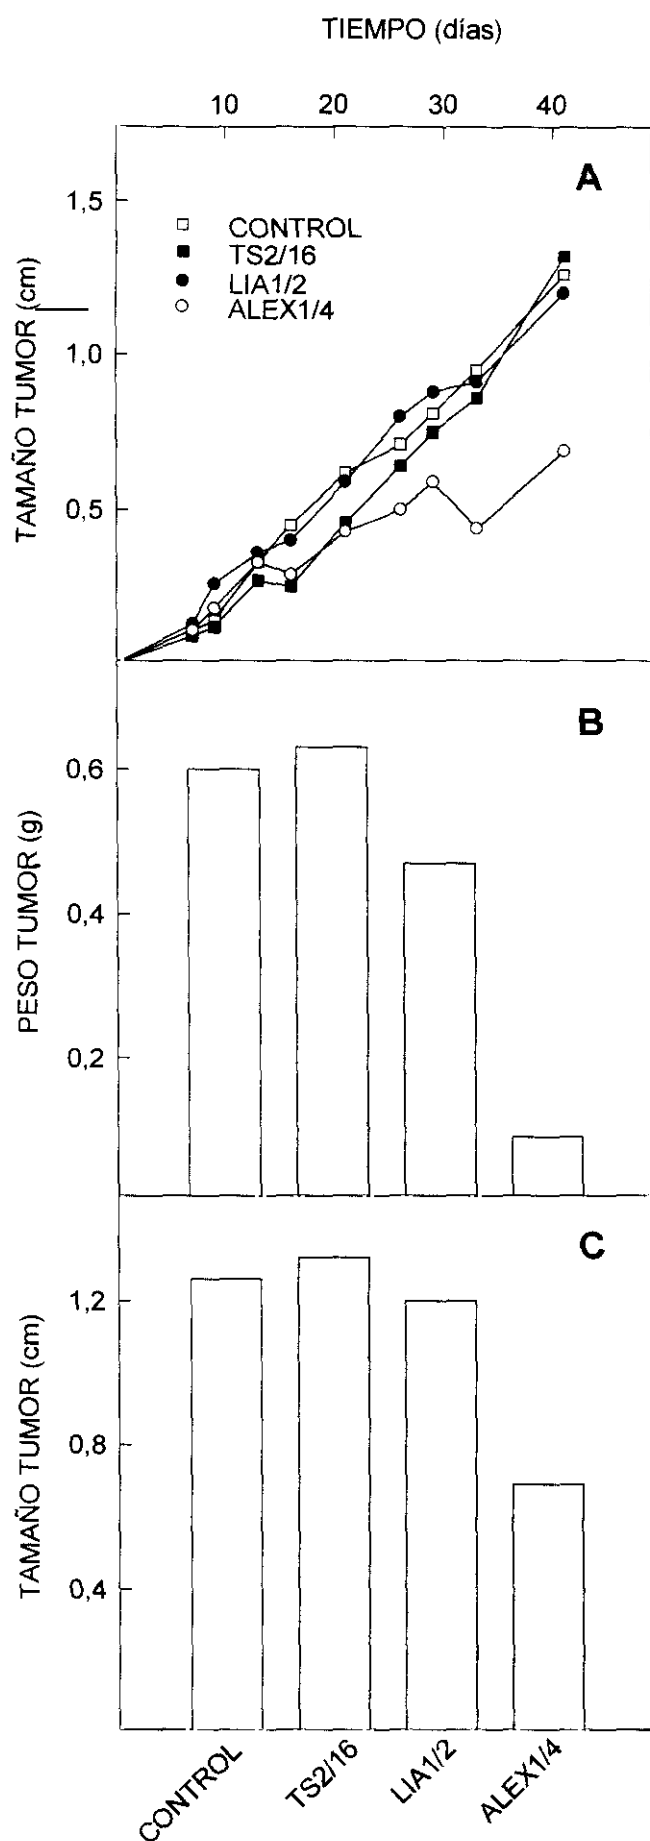 TIEMPO (días)
10 20 30 40
A
1,5
1,0
0,5
TAMAÑO TUMOR (cm)
CONTROL
TS2/16
LIA1/2
ALEX1/4
B
0,6
0,4
0,2
PESO TUMOR (g)
C
1,2
0,8
0,4
TAMAÑO TUMOR (cm)
CONTROL
TS2/16
LIA1/2
ALEX1/4